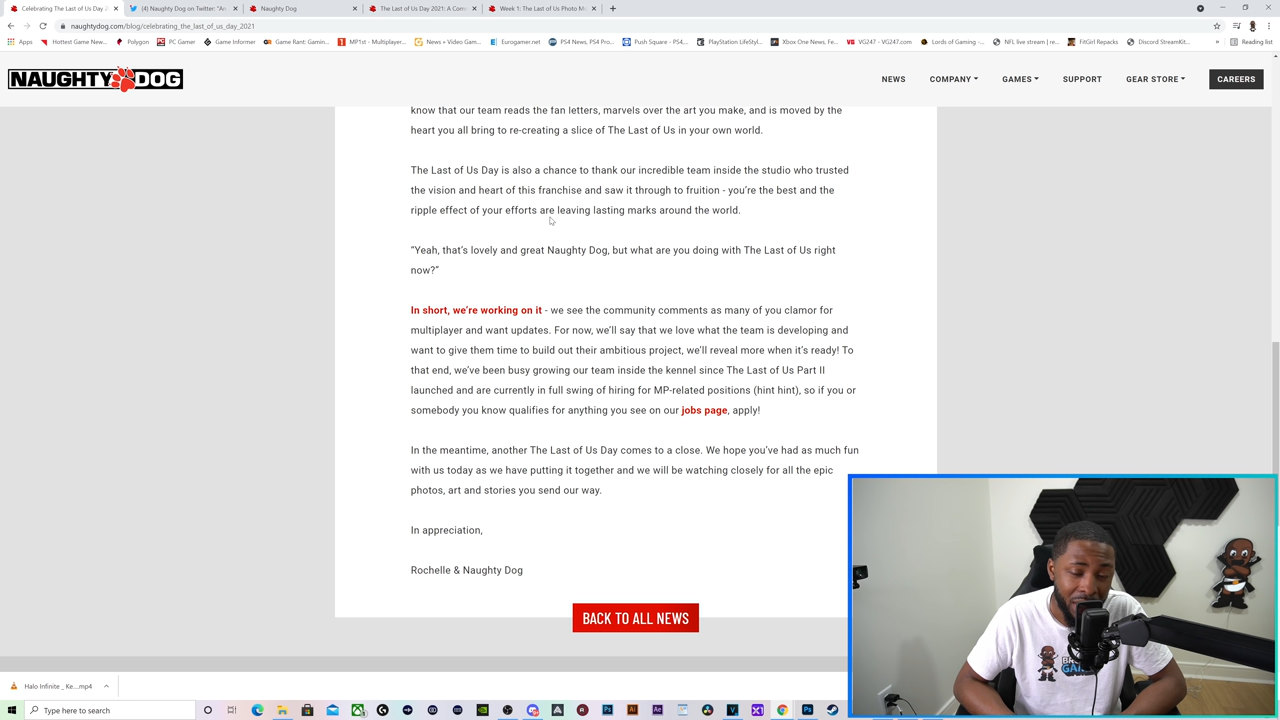 Celebrating The Last of Us Day 2
(4) Naughty Dog on Twitter: "An
Naughty Dog
The Last of Us Day 2021: A Com
Week 1: The Last of Us Photo M
naughtydog.com/blog/celebrating_the_last_of_us_day_2021
Apps
Hottest Game New...
Polygon
PC Gamer
Game Informer
Game Rant: Gamin...
MP1st - Multiplayer...
News » Video Gam...
Eurogamer.net
PS4 News, PS4 Pro...
Push Square - PS4,...
PlayStation LifeStyl...
Xbox One News, Fe...
VG247 - VG247.com
Lords of Gaming -...
NFL live stream | re...
FitGirl Repacks
Discord StreamKit...
»
Reading list
NAUGHTY DOG
NEWS
COMPANY
GAMES
SUPPORT
GEAR STORE
CAREERS
know that our team reads the fan letters, marvels over the art you make, and is moved by the
heart you all bring to re-creating a slice of The Last of Us in your own world.
The Last of Us Day is also a chance to thank our incredible team inside the studio who trusted
the vision and heart of this franchise and saw it through to fruition - you're the best and the
ripple effect of your efforts are leaving lasting marks around the world.
“Yeah, that's lovely and great Naughty Dog, but what are you doing with The Last of Us right
now?”
In short, we're working on it - we see the community comments as many of you clamor for
multiplayer and want updates. For now, we'll say that we love what the team is developing and
want to give them time to build out their ambitious project, we'll reveal more when it's ready! To
that end, we've been busy growing our team inside the kennel since The Last of Us Part II
launched and are currently in full swing of hiring for MP-related positions (hint hint), so if you or
somebody you know qualifies for anything you see on our jobs page, apply!
In the meantime, another The Last of Us Day comes to a close. We hope you've had as much fun
with us today as we have putting it together and we will be watching closely for all the epic
photos, art and stories you send our way.
In appreciation,
Rochelle & Naughty Dog
BACK TO ALL NEWS
Halo Infinite _ Ke....mp4
Type here to search